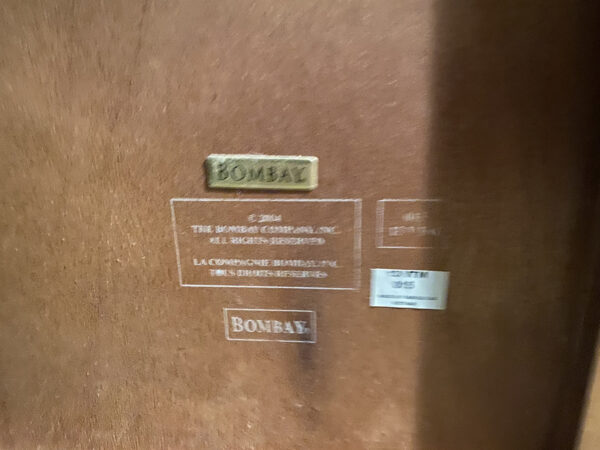 BOMBAY
© 2004
THE BOMBAY COMPANY, INC.
ALL RIGHTS RESERVED
LA COMPAGNIE BOMBAY, INC.
TOUS DROITS RESERVES
BOMBAY®